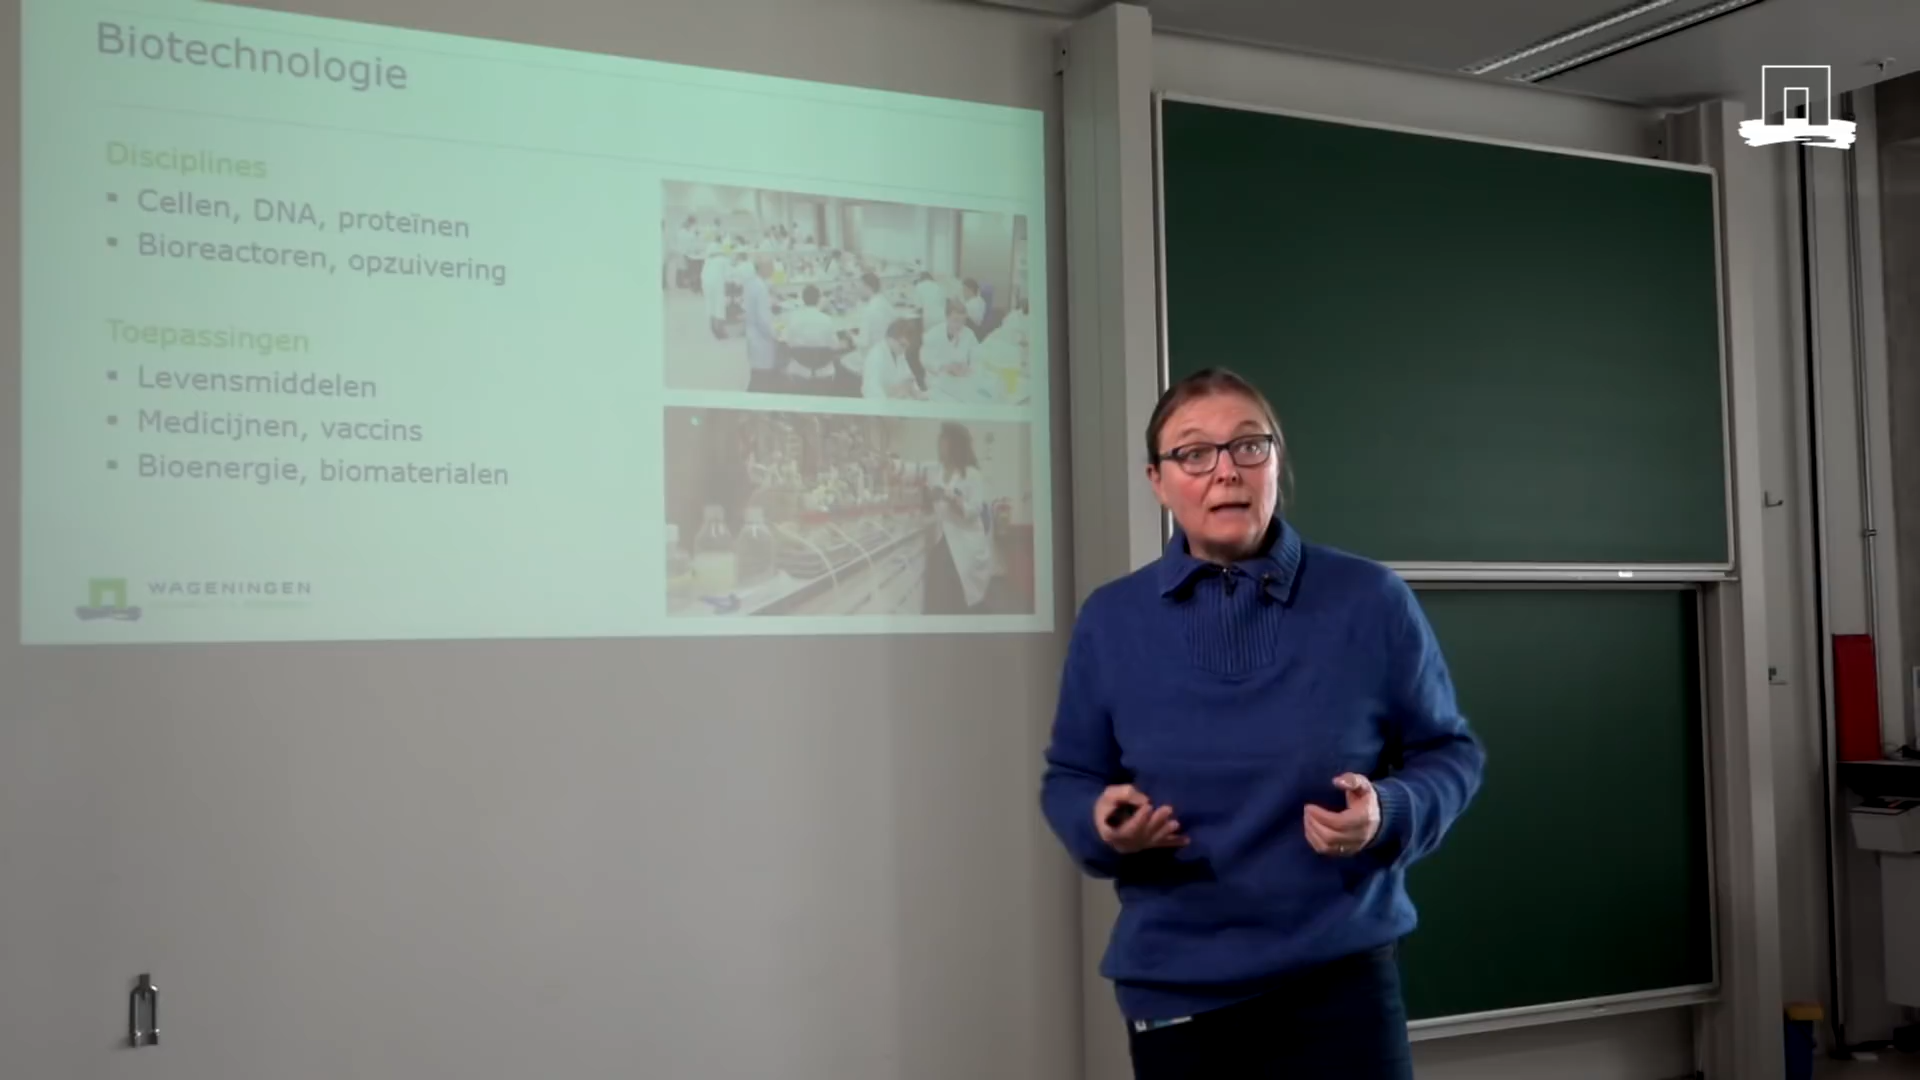 Biotechnologie
Disciplines
▪ Cellen, DNA, proteïnen
▪ Bioreactoren, opzuivering
Toepassingen
▪ Levensmiddelen
▪ Medicijnen, vaccins
▪ Bioenergie, biomaterialen
WAGENINGEN